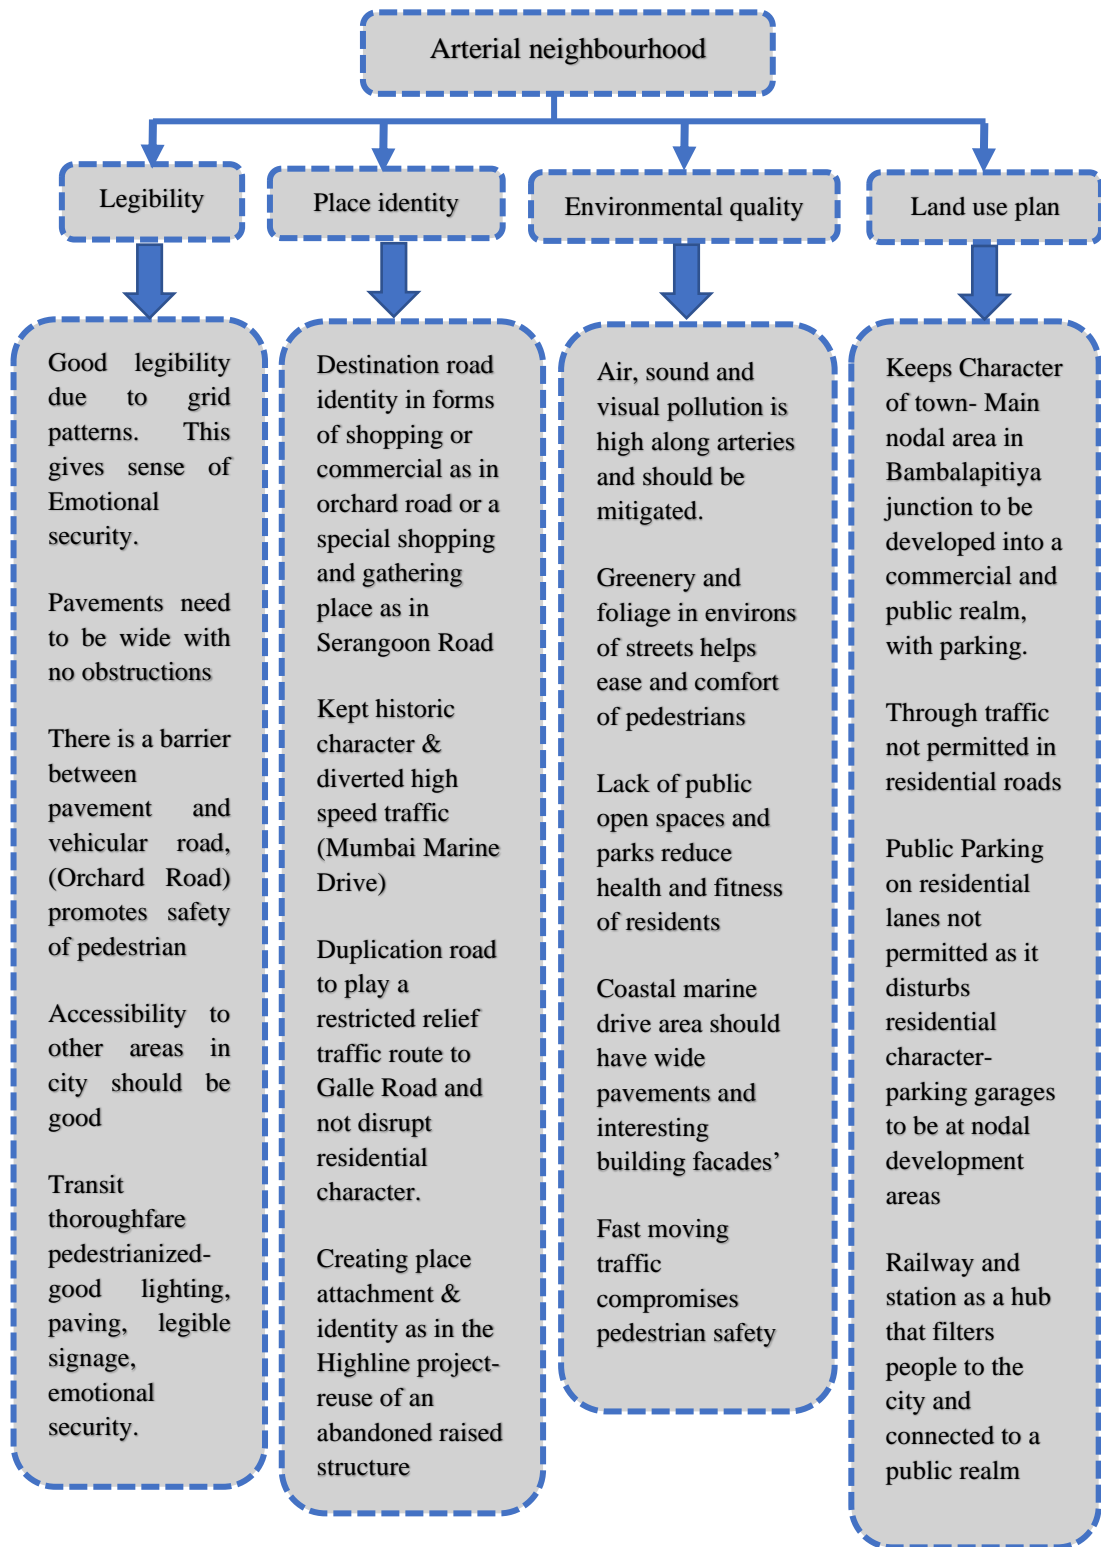 Arterial neighbourhood
Legibility
Place identity
Environmental quality
Land use plan
Good legibility
due to grid
patterns. This
gives sense of
Emotional
security.
Pavements need
to be wide with
no obstructions
There is a barrier
between
pavement and
vehicular road,
(Orchard Road)
promotes safety
of pedestrian
Accessibility to
other areas in
city should be
good
Transit
thoroughfare
pedestrianized-
good lighting,
paving, legible
signage,
emotional
security.
Destination road
identity in forms
of shopping or
commercial as in
orchard road or a
special shopping
and gathering
place as in
Serangoon Road
Kept historic
character &
diverted high
speed traffic
(Mumbai Marine
Drive)
Duplication road
to play a
restricted relief
traffic route to
Galle Road and
not disrupt
residential
character.
Creating place
attachment &
identity as in the
Highline project-
reuse of an
abandoned raised
structure
Air, sound and
visual pollution is
high along arteries
and should be
mitigated.
Greenery and
foliage in environs
of streets helps
ease and comfort
of pedestrians
Lack of public
open spaces and
parks reduce
health and fitness
of residents
Coastal marine
drive area should
have wide
pavements and
interesting
building facades’
Fast moving
traffic
compromises
pedestrian safety
Keeps Character
of town- Main
nodal area in
Bambalapitiya
junction to be
developed into a
commercial and
public realm,
with parking.
Through traffic
not permitted in
residential roads
Public Parking
on residential
lanes not
permitted as it
disturbs
residential
character-
parking garages
to be at nodal
development
areas
Railway and
station as a hub
that filters
people to the
city and
connected to a
public realm